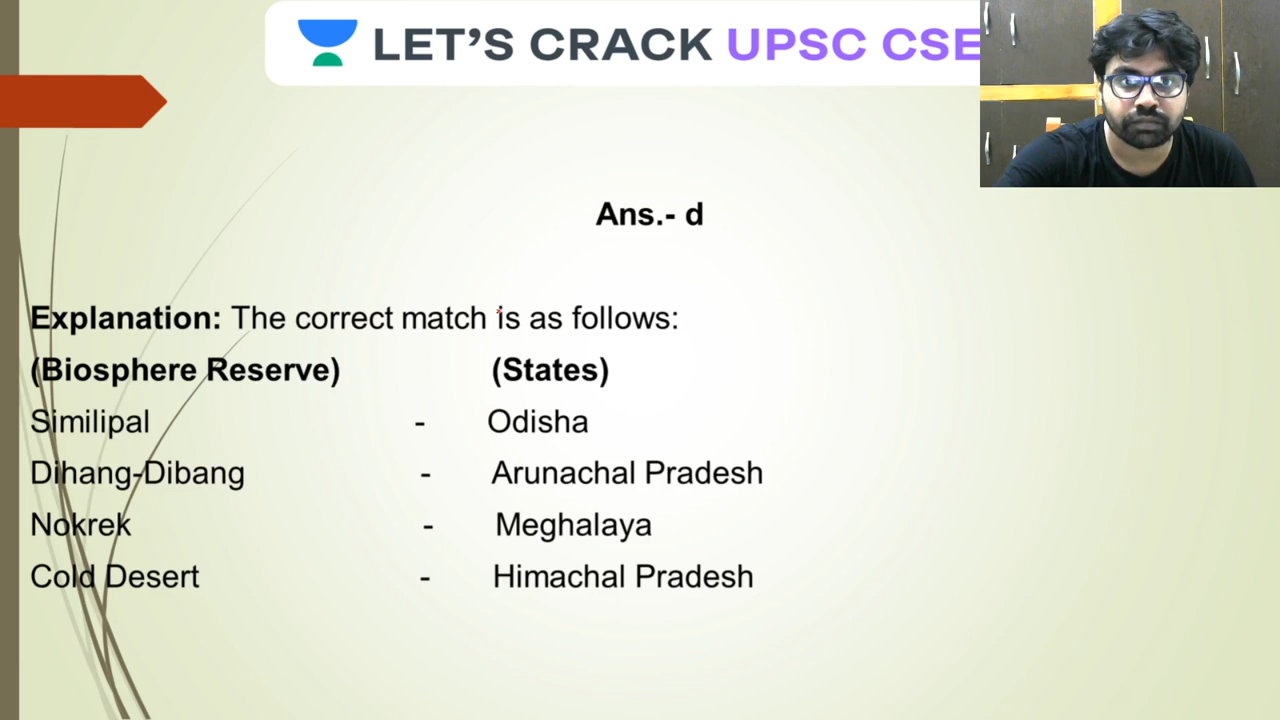 LET'S CRACK UPSC CSE
Ans.- d
Explanation: The correct match is as follows:
(Biosphere Reserve) (States)
Similipal - Odisha
Dihang-Dibang - Arunachal Pradesh
Nokrek - Meghalaya
Cold Desert - Himachal Pradesh